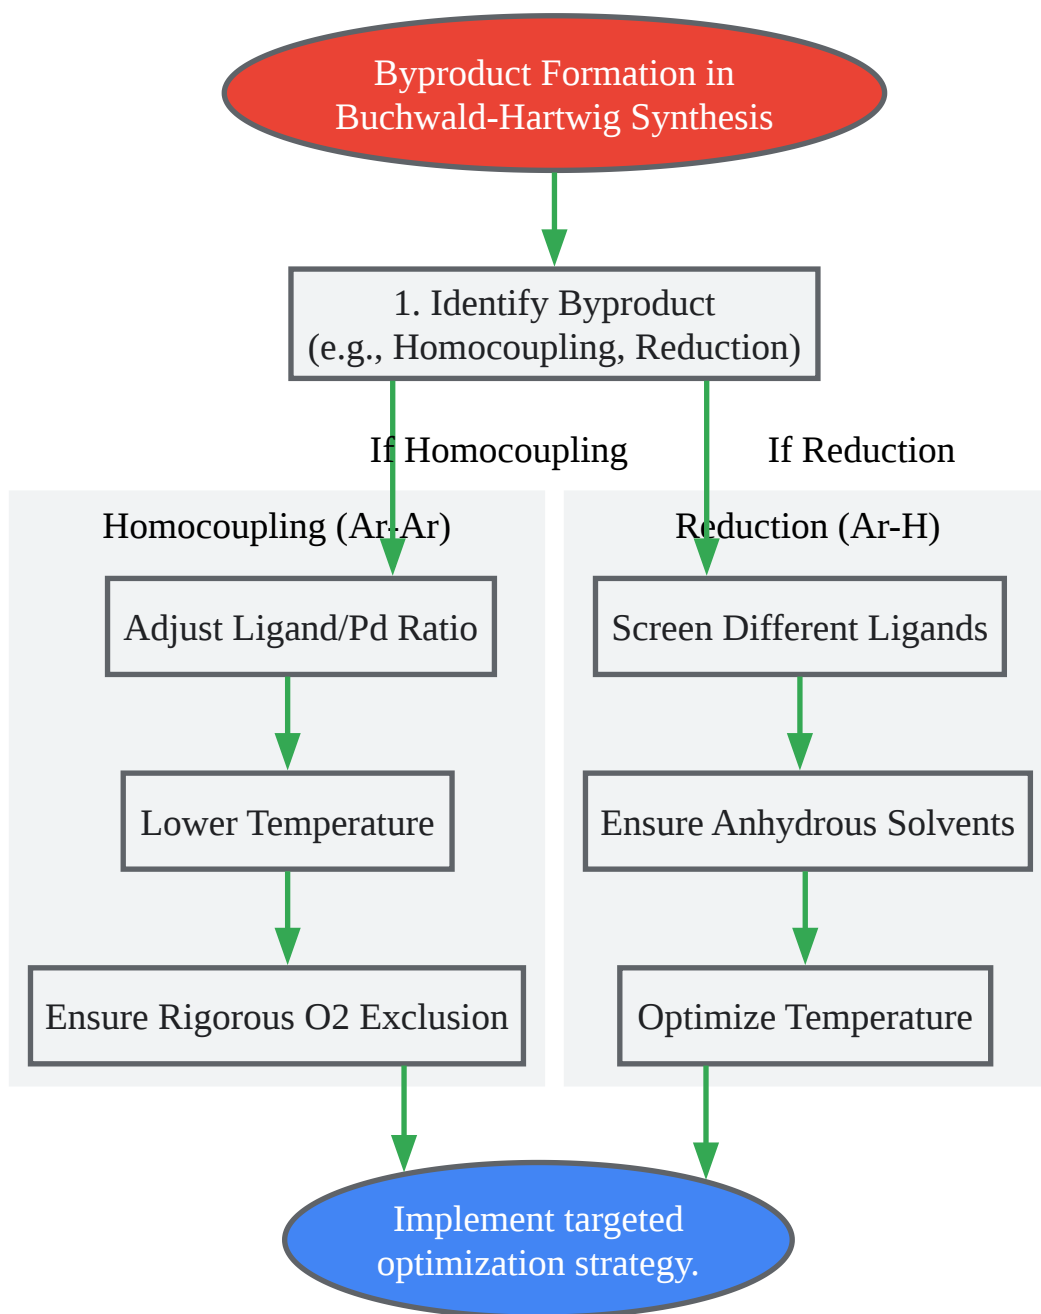 Byproduct Formation in
Buchwald-Hartwig Synthesis
1. Identify Byproduct
(e.g., Homocoupling, Reduction)
If Homocoupling
If Reduction
Homocoupling (Ar-Ar)
Adjust Ligand/Pd Ratio
Lower Temperature
Ensure Rigorous O2 Exclusion
Reduction (Ar-H)
Screen Different Ligands
Ensure Anhydrous Solvents
Optimize Temperature
Implement targeted
optimization strategy.